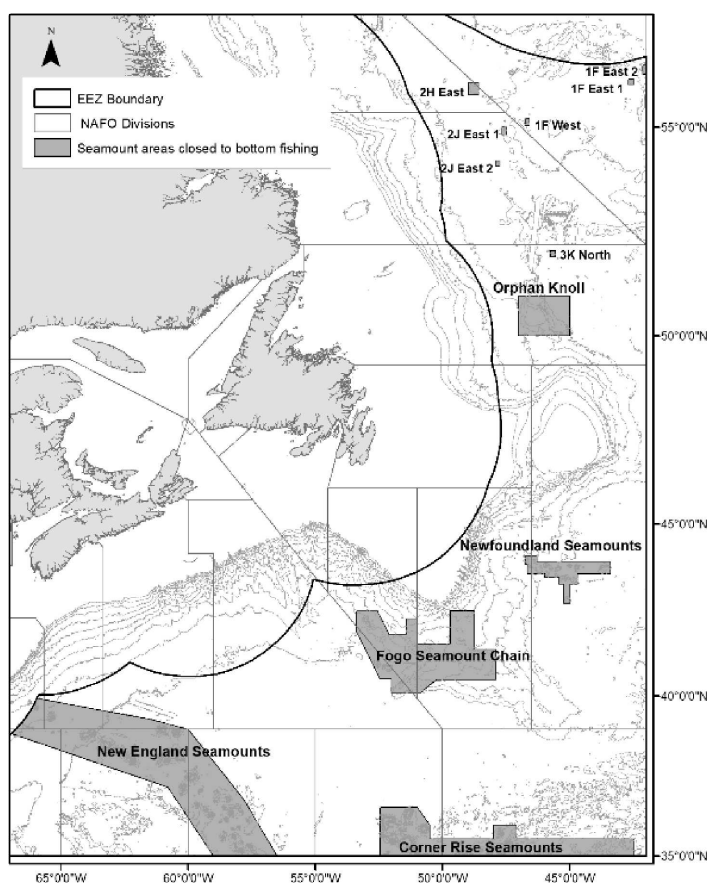 N
EEZ Boundary
NAFO Divisions
Seamount areas closed to bottom fishing
1F East 2
1F East 1
2H East
1F West
2J East 1
2J East 2
3K North
Orphan Knoll
Newfoundland Seamounts
Fogo Seamount Chain
New England Seamounts
Corner Rise Seamounts
55°0'0"N
50°0'0"N
45°0'0"N
40°0'0"N
35°0'0"N
65°0'0"W
60°0'0"W
55°0'0"W
50°0'0"W
45°0'0"W